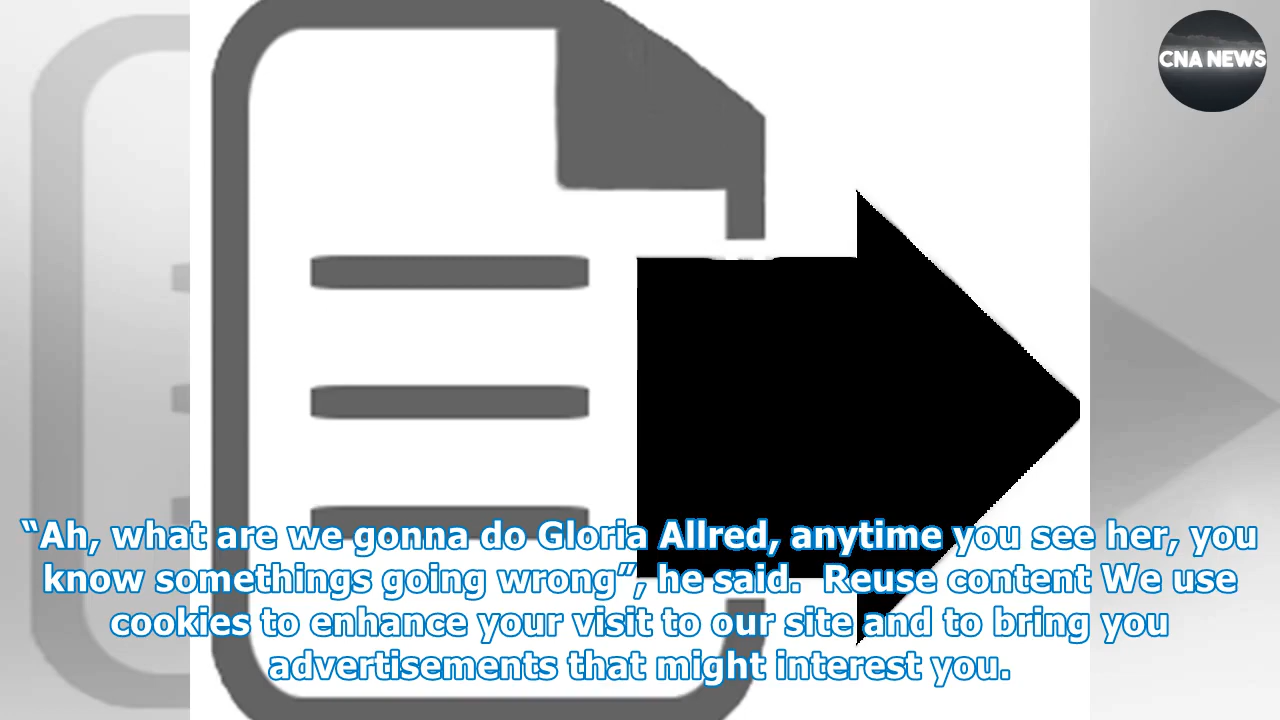 CNA NEWS
“Ah, what are we gonna do Gloria Allred, anytime you see her, you
know somethings going wrong”, he said.  Reuse content We use
cookies to enhance your visit to our site and to bring you
advertisements that might interest you.